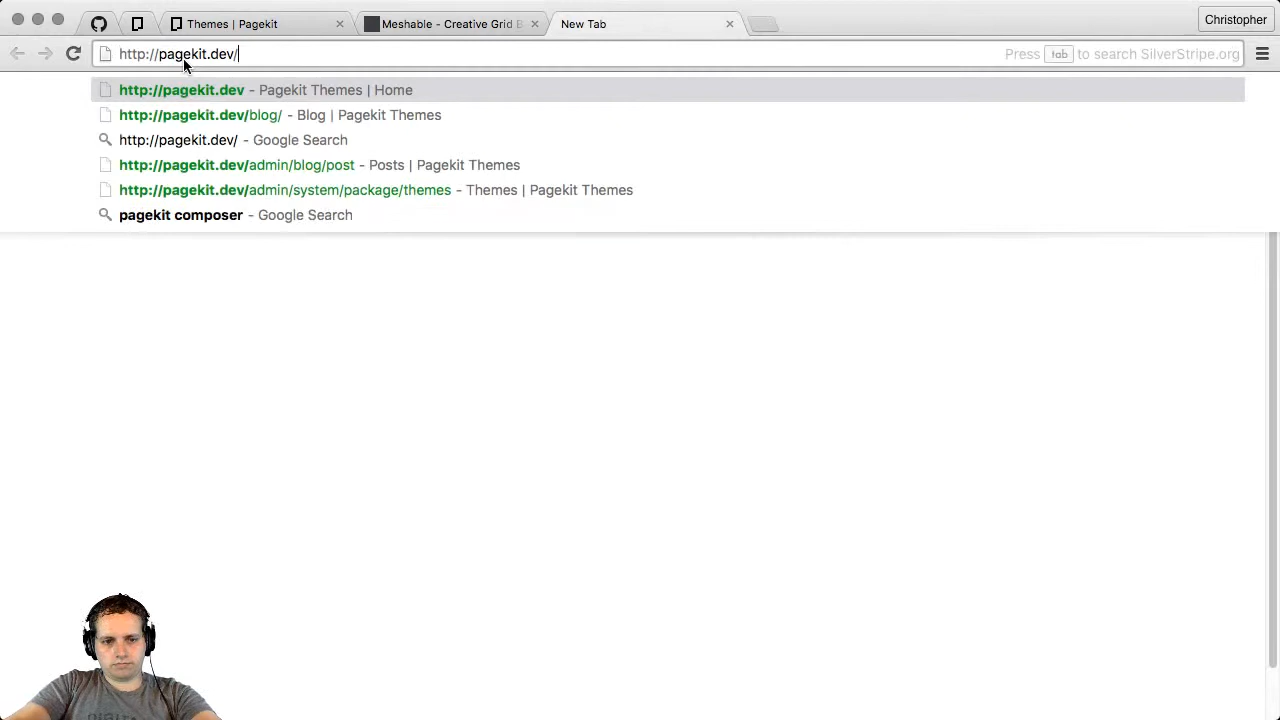 Themes | Pagekit
Meshable - Creative Grid B
New Tab
Christopher
http://pagekit.dev/
Press tab to search SilverStripe.org
http://pagekit.dev - Pagekit Themes | Home
http://pagekit.dev/blog/ - Blog | Pagekit Themes
http://pagekit.dev/ - Google Search
http://pagekit.dev/admin/blog/post - Posts | Pagekit Themes
http://pagekit.dev/admin/system/package/themes - Themes | Pagekit Themes
pagekit composer - Google Search